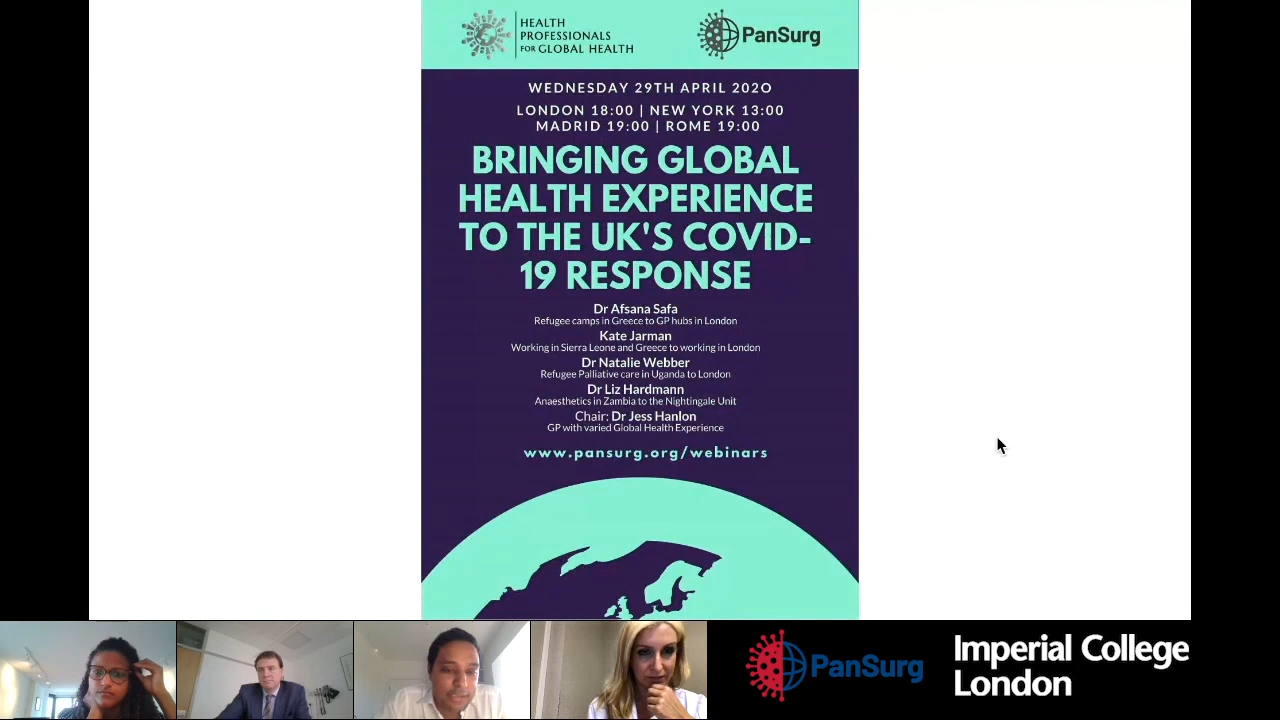 HEALTH
PROFESSIONALS
FOR GLOBAL HEALTH
PanSurg
WEDNESDAY 29TH APRIL 2020
LONDON 18:00 | NEW YORK 13:00
MADRID 19:00 | ROME 19:00
BRINGING GLOBAL
HEALTH EXPERIENCE
TO THE UK'S COVID-
19 RESPONSE
Dr Afsana Safa
Refugee camps in Greece to GP hubs in London
Kate Jarman
Working in Sierra Leone and Greece to working in London
Dr Natalie Webber
Refugee Palliative care in Uganda to London
Dr Liz Hardmann
Anaesthetics in Zambia to the Nightingale Unit
Chair: Dr Jess Hanlon
GP with varied Global Health Experience
www.pansurg.org/webinars
PanSurg
Imperial College
London